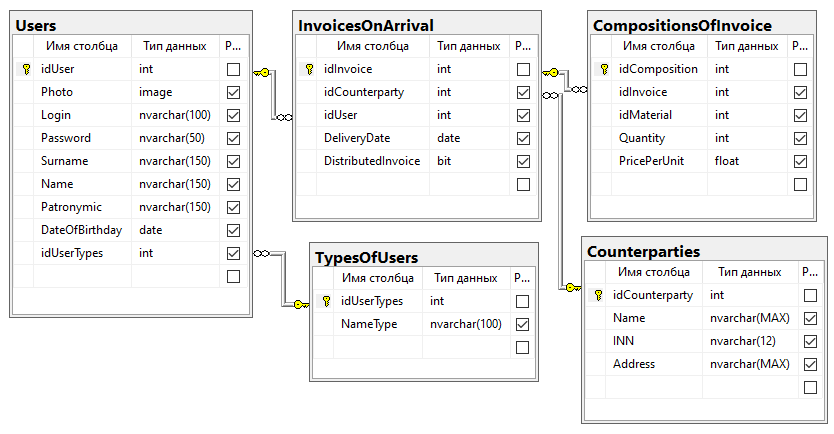 Users
Имя столбца Тип данных Р...
idUser int
Photo image
Login nvarchar(100)
Password nvarchar(50)
Surname nvarchar(150)
Name nvarchar(150)
Patronymic nvarchar(150)
DateOfBirthday date
idUserTypes int
InvoicesOnArrival
Имя столбца Тип данных Р...
idInvoice int
idCounterparty int
idUser int
DeliveryDate date
DistributedInvoice bit
CompositionsOfInvoice
Имя столбца Тип данных Р...
idComposition int
idInvoice int
idMaterial int
Quantity int
PricePerUnit float
TypesOfUsers
Имя столбца Тип данных Р...
idUserTypes int
NameType nvarchar(100)
Counterparties
Имя столбца Тип данных Р...
idCounterparty int
Name nvarchar(MAX)
INN nvarchar(12)
Address nvarchar(MAX)